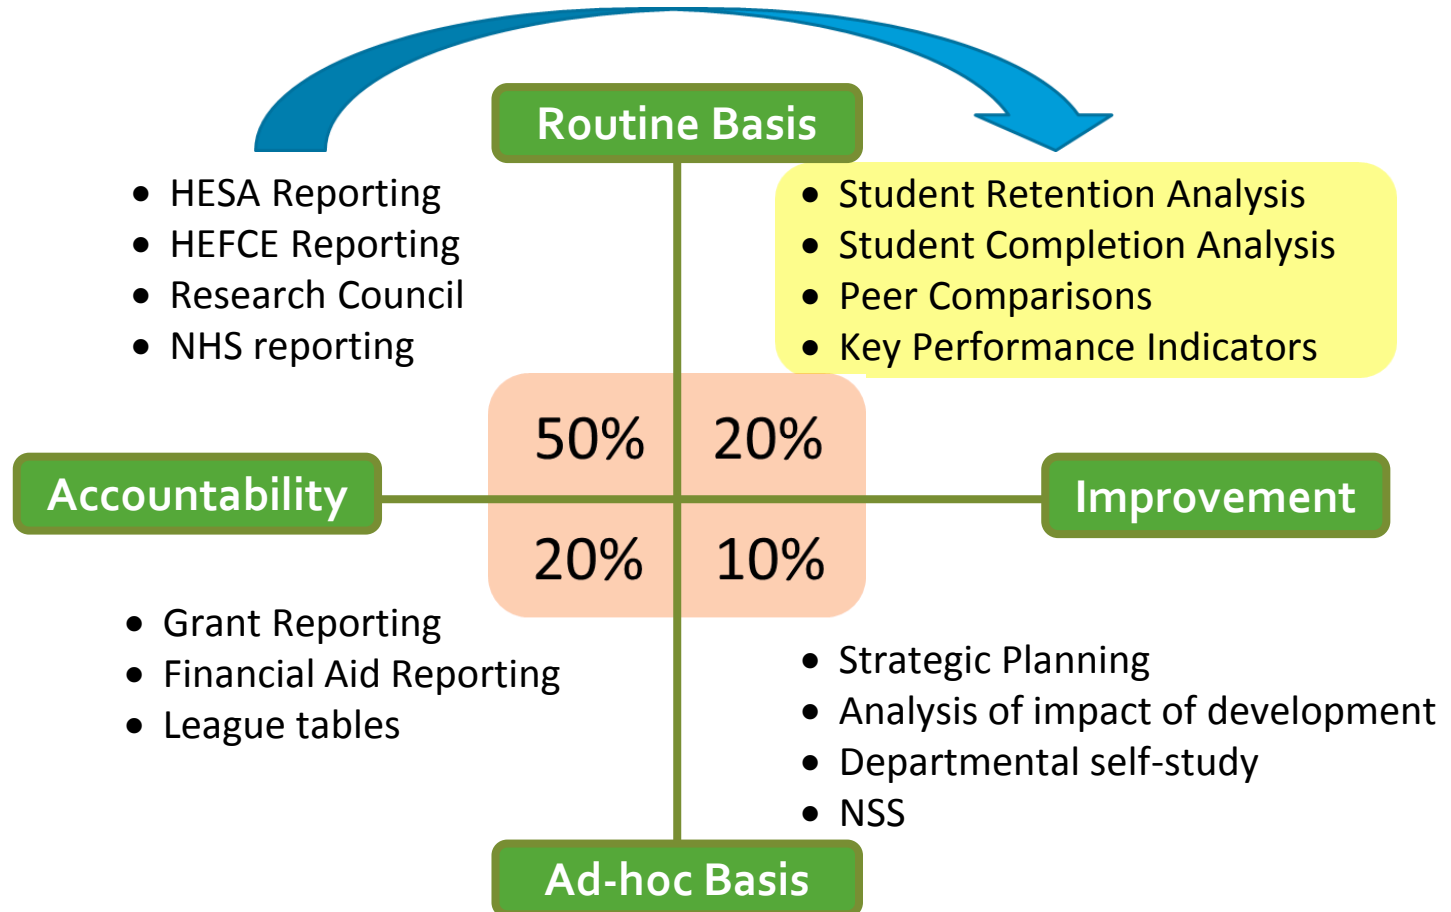 Routine Basis
• HESA Reporting
• HEFCE Reporting
• Research Council
• NHS reporting
• Student Retention Analysis
• Student Completion Analysis
• Peer Comparisons
• Key Performance Indicators
50% 20%
Accountability
Improvement
20% 10%
• Grant Reporting
• Financial Aid Reporting
• League tables
• Strategic Planning
• Analysis of impact of development
• Departmental self-study
• NSS
Ad-hoc Basis